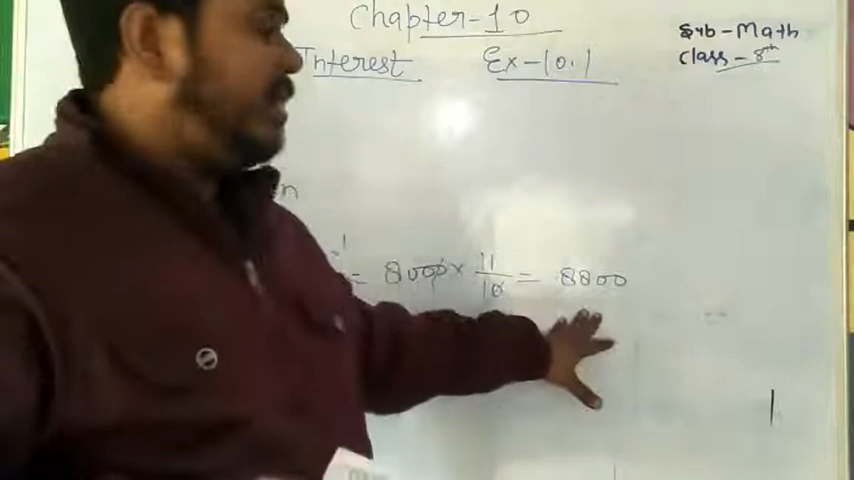 Chapter-10
Sub-Math
Interest Ex-10.1
Class-8th
n
= 8000 × 11/10 = 8800